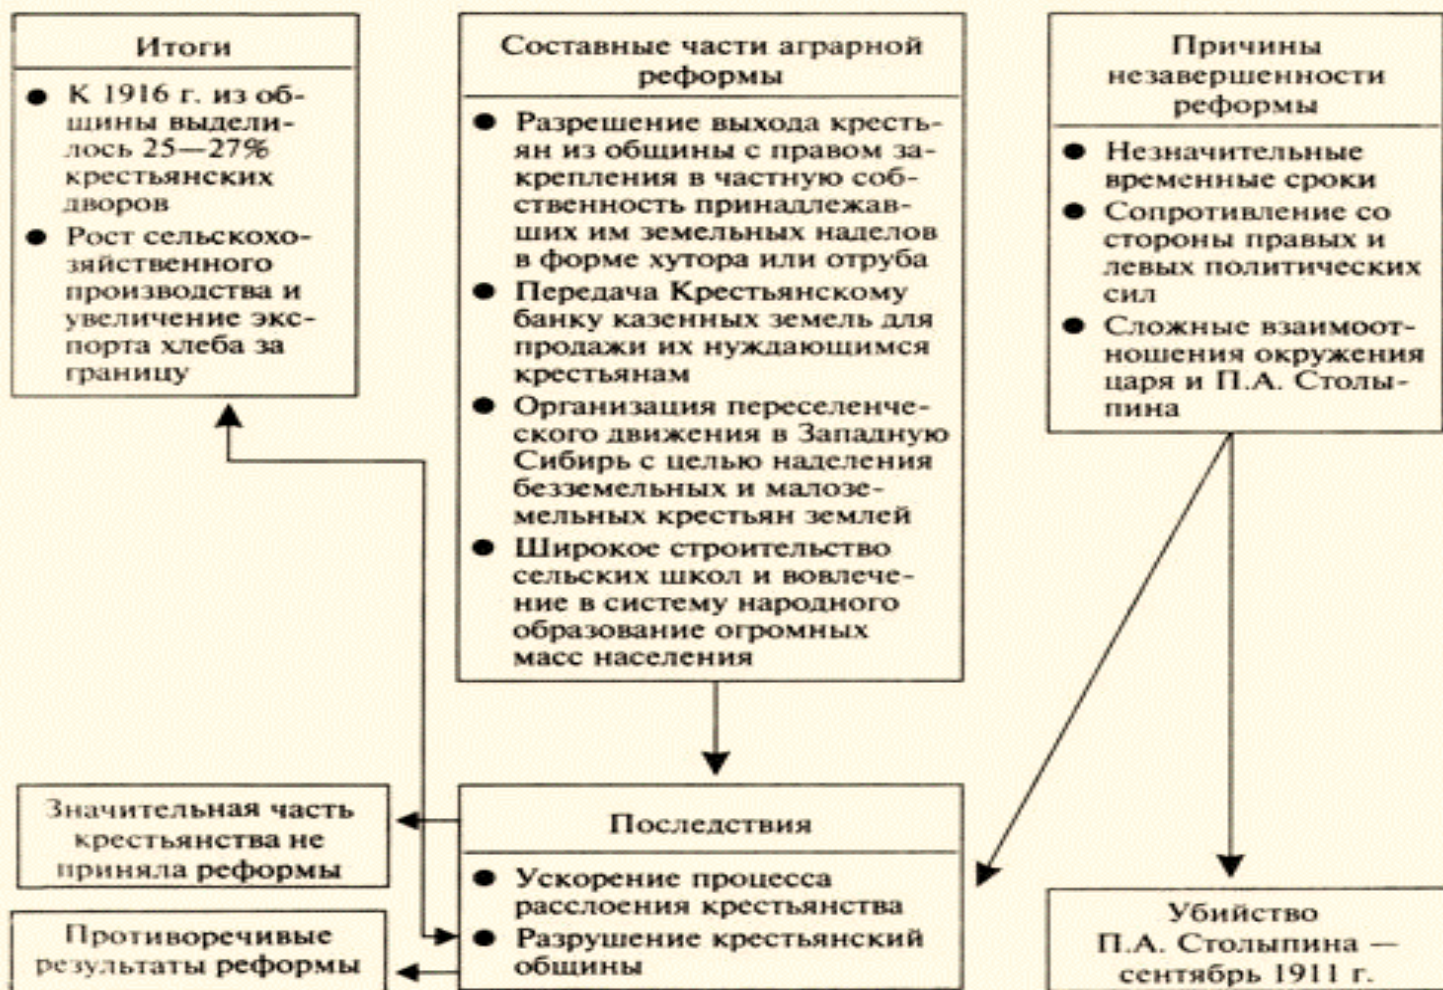 Итоги
● К 1916 г. из об-
щины выдели-
лось 25—27%
крестьянских
дворов
● Рост сельскохо-
зяйственного
производства и
увеличение экс-
порта хлеба за
границу
Составные части аграрной
реформы
● Разрешение выхода кресть-
ян из общины с правом за-
крепления в частную соб-
ственность принадлежав-
ших им земельных наделов
в форме хутора или отруба
● Передача Крестьянскому
банку казенных земель для
продажи их нуждающимся
крестьянам
● Организация переселенче-
ского движения в Западную
Сибирь с целью наделения
безземельных и малозе-
мельных крестьян землей
● Широкое строительство
сельских школ и вовлече-
ние в систему народного
образование огромных
масс населения
Причины
незавершенности
реформы
● Незначительные
временные сроки
● Сопротивление со
стороны правых и
левых политических
сил
● Сложные взаимоот-
ношения окружения
царя и П.А. Столы-
пина
Значительная часть
крестьянства не
приняла реформы
Противоречивые
результаты реформы
Последствия
● Ускорение процесса
расслоения крестьянства
● Разрушение крестьянский
общины
Убийство
П.А. Столыпина —
сентябрь 1911 г.